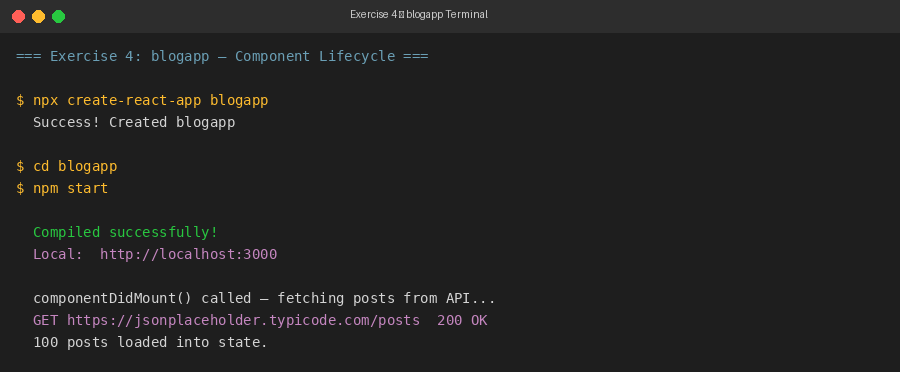 Exercise 4▯ blogapp Terminal
=== Exercise 4: blogapp — Component Lifecycle ===
$ npx create-react-app blogapp
Success! Created blogapp
$ cd blogapp
$ npm start
Compiled successfully!
Local:  http://localhost:3000
componentDidMount() called — fetching posts from API...
GET https://jsonplaceholder.typicode.com/posts  200 OK
100 posts loaded into state.